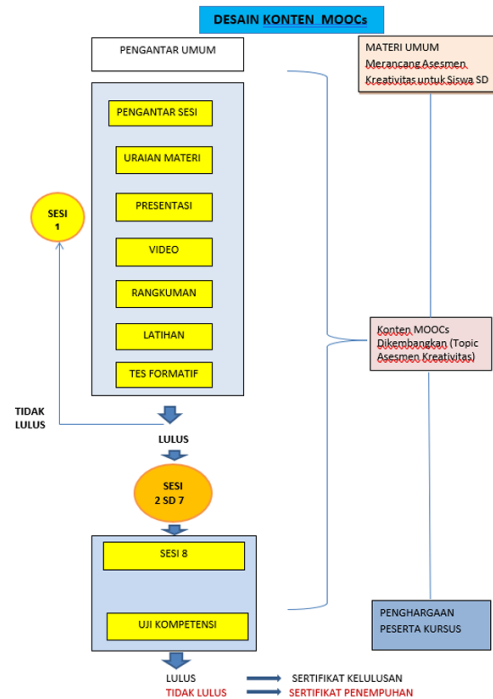 DESAIN KONTEN MOOCs
PENGANTAR UMUM
MATERI UMUM
Merancang Asesmen
Kreativitas untuk Siswa SD
PENGANTAR SESI
URAIAN MATERI
PRESENTASI
SESI
1
VIDEO
RANGKUMAN
LATIHAN
TES FORMATIF
Konten MOOCs
Dikembangkan (Topic
Asesmen Kreativitas)
TIDAK
LULUS
LULUS
SESI
2 SD 7
SESI 8
UJI KOMPETENSI
PENGHARGAAN
PESERTA KURSUS
LULUS SERTIFIKAT KELULUSAN
TIDAK LULUS SERTIFIKAT PENEMPUHAN